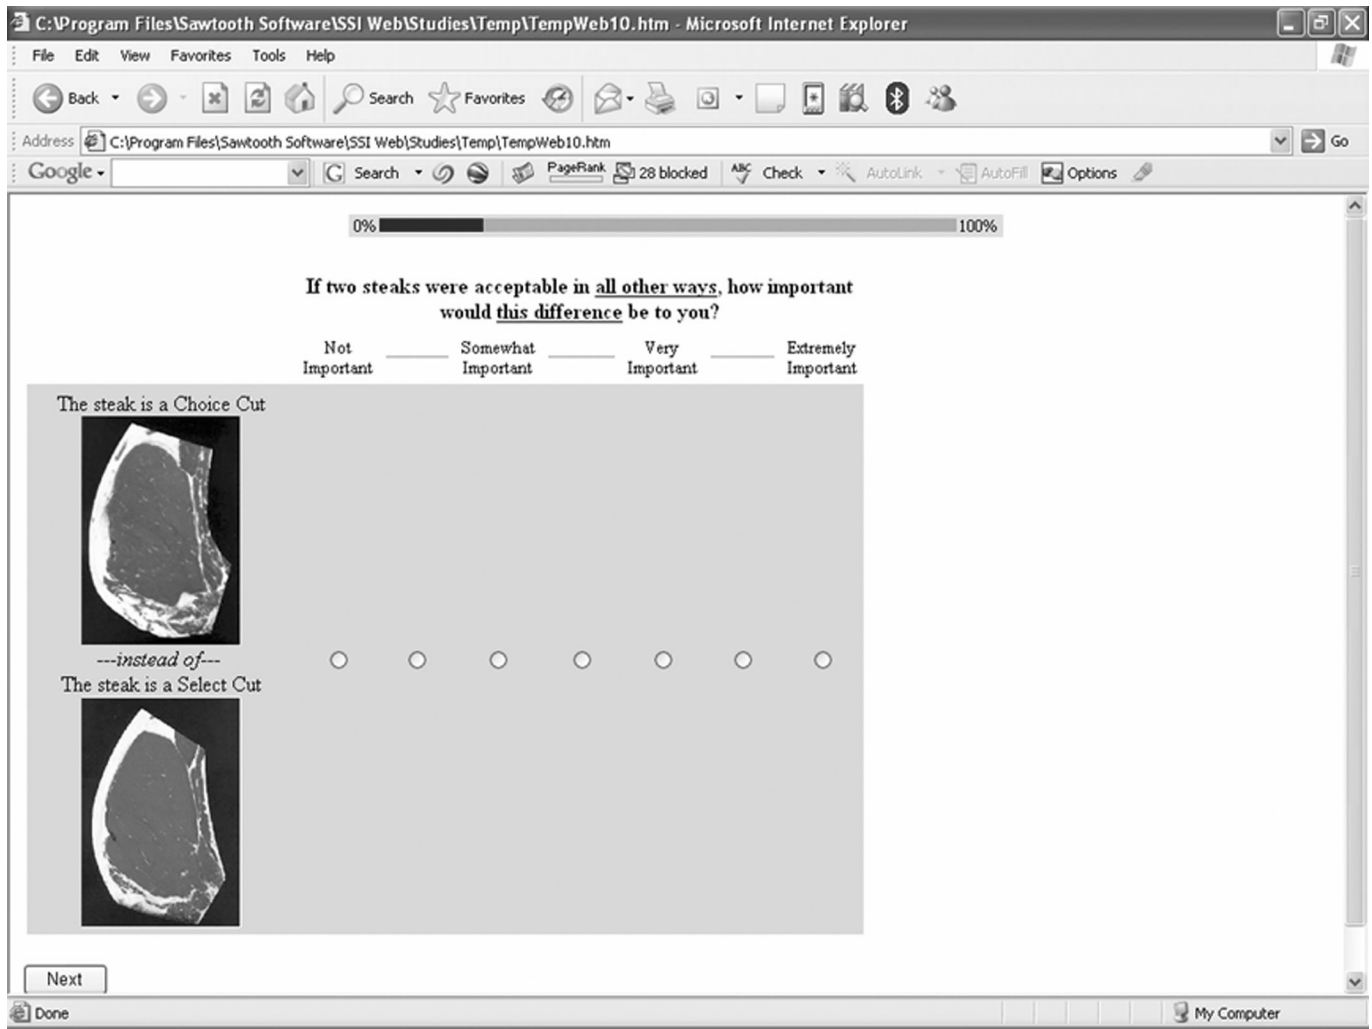 C:\Program Files\Sawtooth Software\SSI Web\Studies\Temp\TempWeb10.htm - Microsoft Internet Explorer
File Edit View Favorites Tools Help
Back Search Favorites
Address C:\Program Files\Sawtooth Software\SSI Web\Studies\Temp\TempWeb10.htm Go
Google Search PageRank 28 blocked ABC Check AutoLink AutoFill Options
0% 100%
If two steaks were acceptable in all other ways, how important
would this difference be to you?
Not _______ Somewhat _______ Very _______ Extremely
Important Important Important Important
The steak is a Choice Cut
---instead of---
The steak is a Select Cut
Next
Done My Computer